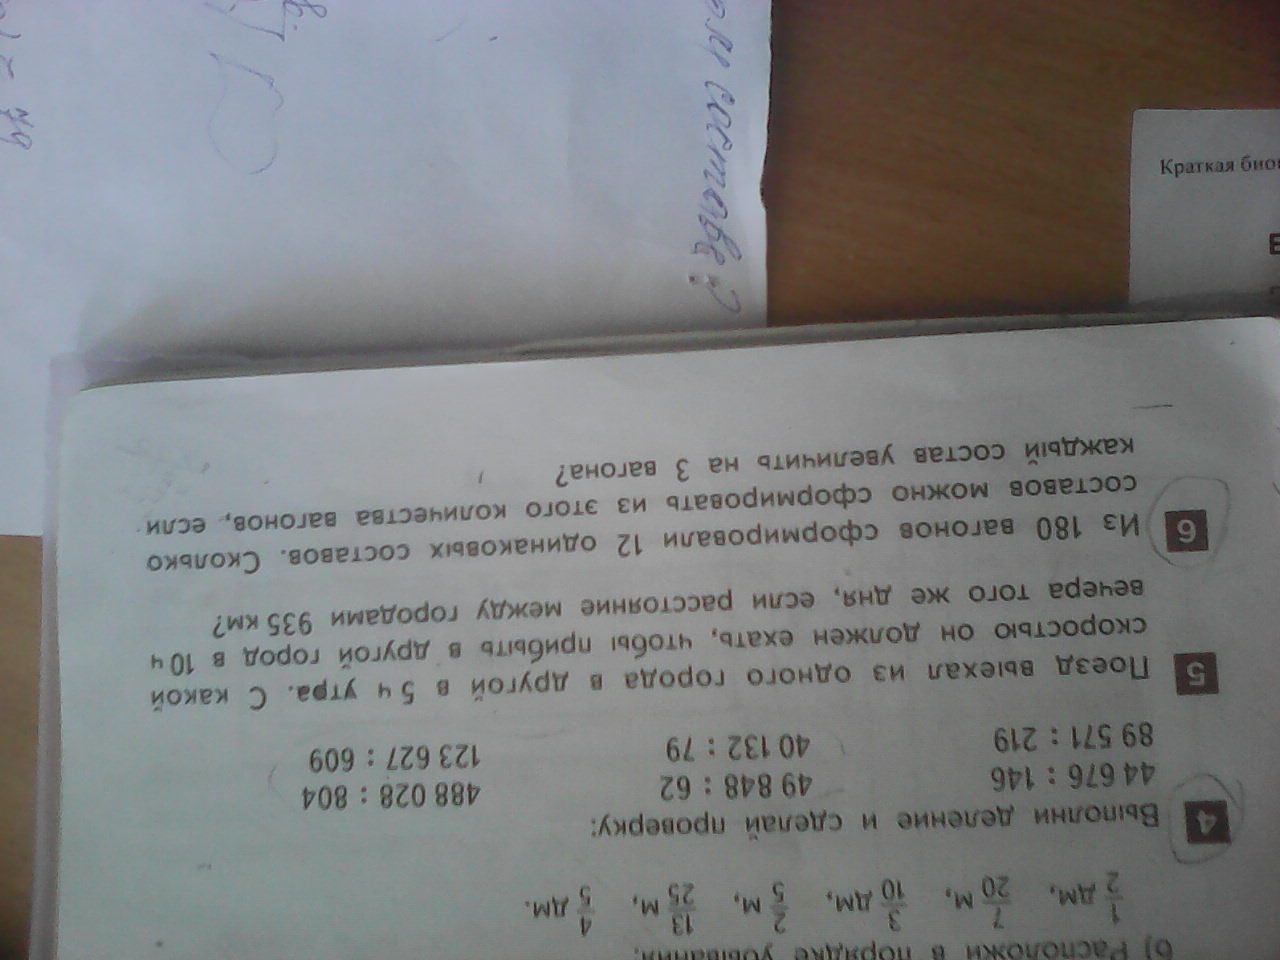 б) Расположи в порядке убывания:
1/2 дм, 7/20 м, 3/10 дм, 2/5 м, 13/25 м, 4/5 дм.
4 Выполни деление и сделай проверку:
44 676 : 146 49 848 : 62 488 028 : 804
89 571 : 219 40 132 : 79 123 627 : 609
5 Поезд выехал из одного города в другой в 5 ч утра. С какой
скоростью он должен ехать, чтобы прибыть в другой город в 10 ч
вечера того же дня, если расстояние между городами 935 км?
6 Из 180 вагонов сформировали 12 одинаковых составов. Сколько
составов можно сформировать из этого количества вагонов, если
каждый состав увеличить на 3 вагона?
Краткая
составе?